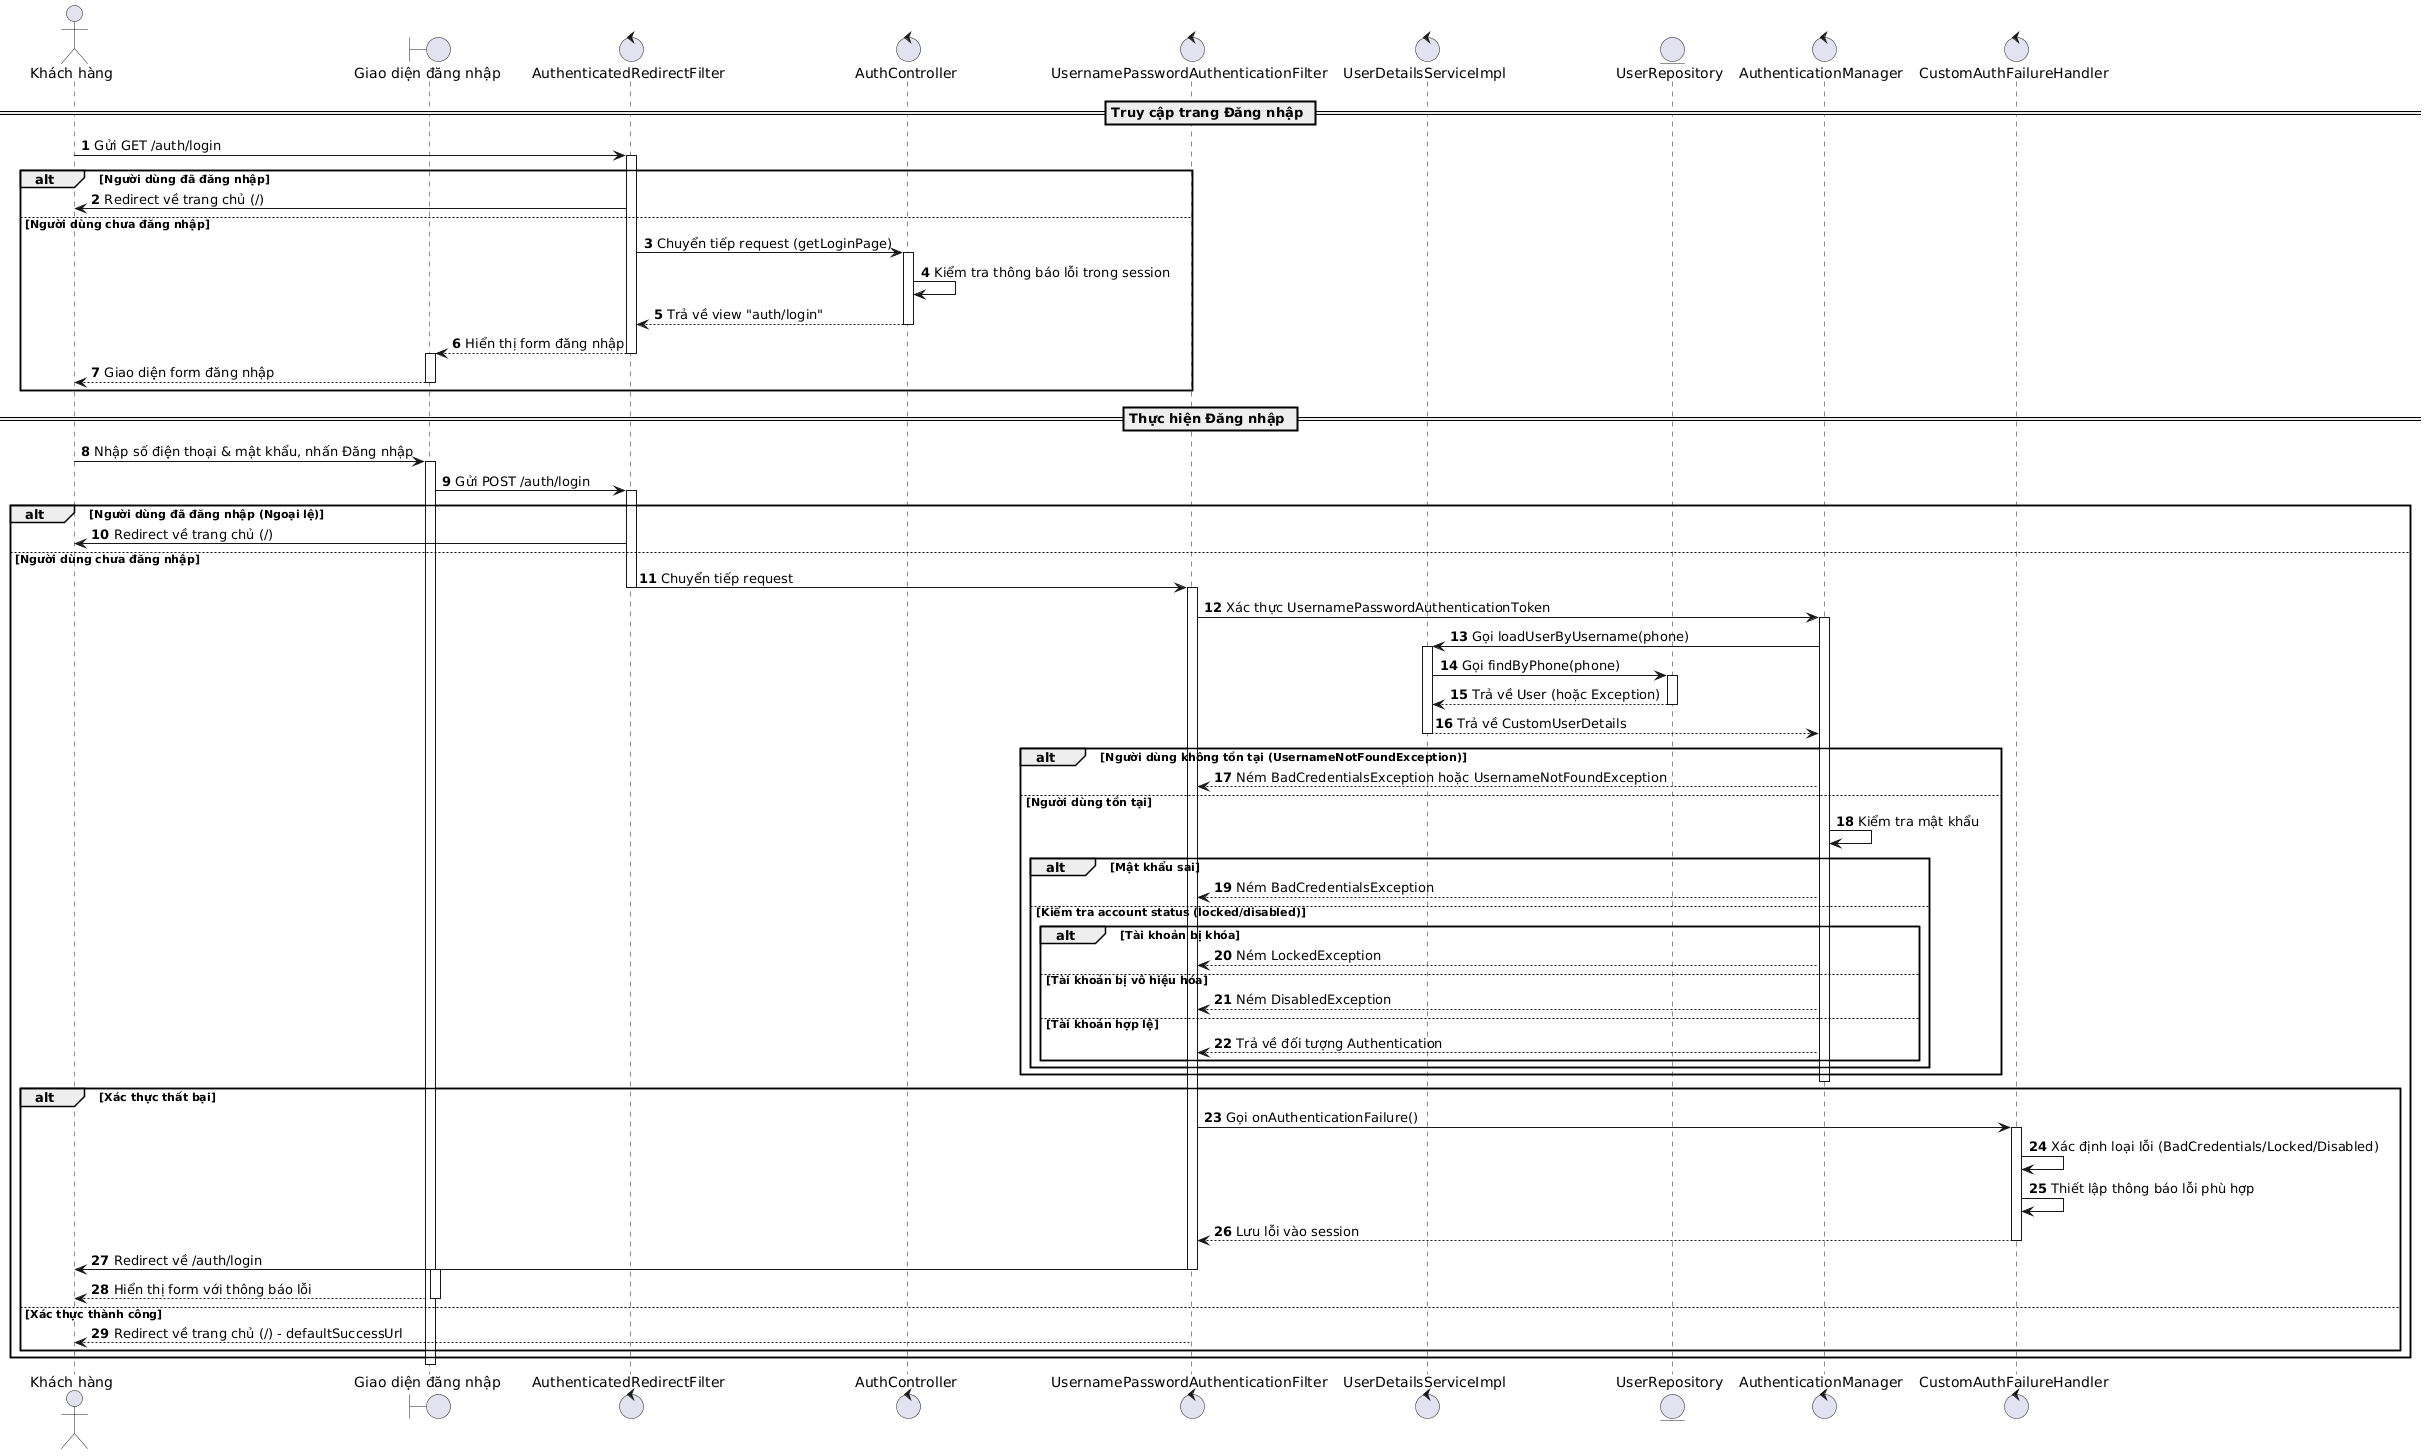 Khách hàng
Giao diện đăng nhập
AuthenticatedRedirectFilter
AuthController
UsernamePasswordAuthenticationFilter
UserDetailsServiceImpl
UserRepository
AuthenticationManager
CustomAuthFailureHandler
Truy cập trang Đăng nhập
1 Gửi GET /auth/login
alt [Người dùng đã đăng nhập]
2 Redirect về trang chủ (/)
[Người dùng chưa đăng nhập]
3 Chuyển tiếp request (getLoginPage)
4 Kiểm tra thông báo lỗi trong session
5 Trả về view "auth/login"
6 Hiển thị form đăng nhập
7 Giao diện form đăng nhập
Thực hiện Đăng nhập
8 Nhập số điện thoại & mật khẩu, nhấn Đăng nhập
9 Gửi POST /auth/login
alt [Người dùng đã đăng nhập (Ngoại lệ)]
10 Redirect về trang chủ (/)
[Người dùng chưa đăng nhập]
11 Chuyển tiếp request
12 Xác thực UsernamePasswordAuthenticationToken
13 Gọi loadUserByUsername(phone)
14 Gọi findByPhone(phone)
15 Trả về User (hoặc Exception)
16 Trả về CustomUserDetails
alt [Người dùng không tồn tại (UsernameNotFoundException)]
17 Ném BadCredentialsException hoặc UsernameNotFoundException
[Người dùng tồn tại]
18 Kiểm tra mật khẩu
alt [Mật khẩu sai]
19 Ném BadCredentialsException
[Kiểm tra account status (locked/disabled)]
alt [Tài khoản bị khóa]
20 Ném LockedException
[Tài khoản bị vô hiệu hóa]
21 Ném DisabledException
[Tài khoản hợp lệ]
22 Trả về đối tượng Authentication
alt [Xác thực thất bại]
23 Gọi onAuthenticationFailure()
24 Xác định loại lỗi (BadCredentials/Locked/Disabled)
25 Thiết lập thông báo lỗi phù hợp
26 Lưu lỗi vào session
27 Redirect về /auth/login
28 Hiển thị form với thông báo lỗi
[Xác thực thành công]
29 Redirect về trang chủ (/) - defaultSuccessUrl
Khách hàng
Giao diện đăng nhập
AuthenticatedRedirectFilter
AuthController
UsernamePasswordAuthenticationFilter
UserDetailsServiceImpl
UserRepository
AuthenticationManager
CustomAuthFailureHandler